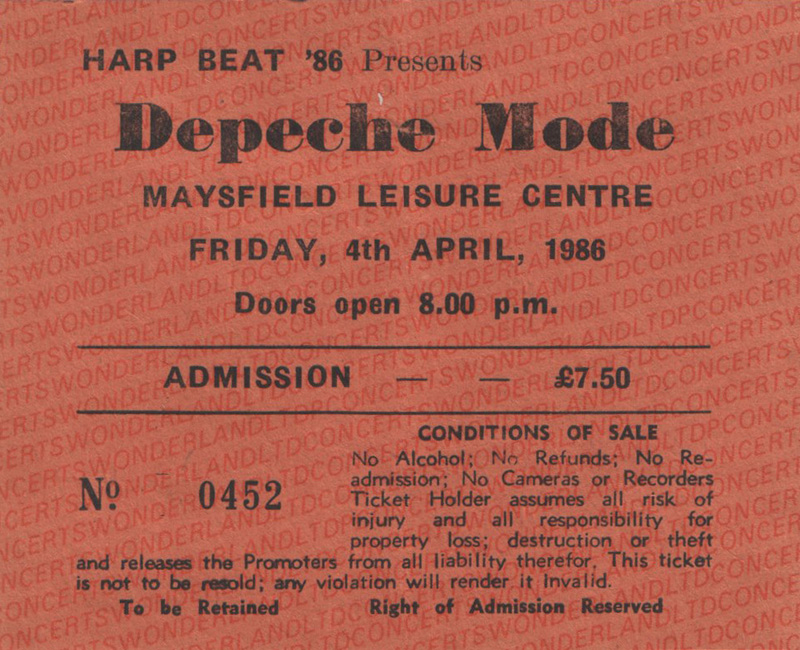 HARP BEAT '86 Presents
Depeche Mode
MAYSFIELD LEISURE CENTRE
FRIDAY, 4th APRIL, 1986
Doors open 8.00 p.m.
ADMISSION — — £7.50
CONDITIONS OF SALE
No Alcohol; No Refunds; No Re-
admission; No Cameras or Recorders
Ticket Holder assumes all risk of
injury and all responsibility for
property loss; destruction or theft
and releases the Promoters from all liability therefor. This ticket
is not to be resold; any violation will render it invalid.
Nº 0452
To be Retained Right of Admission Reserved
WONDERLANDLTDCONCERTS